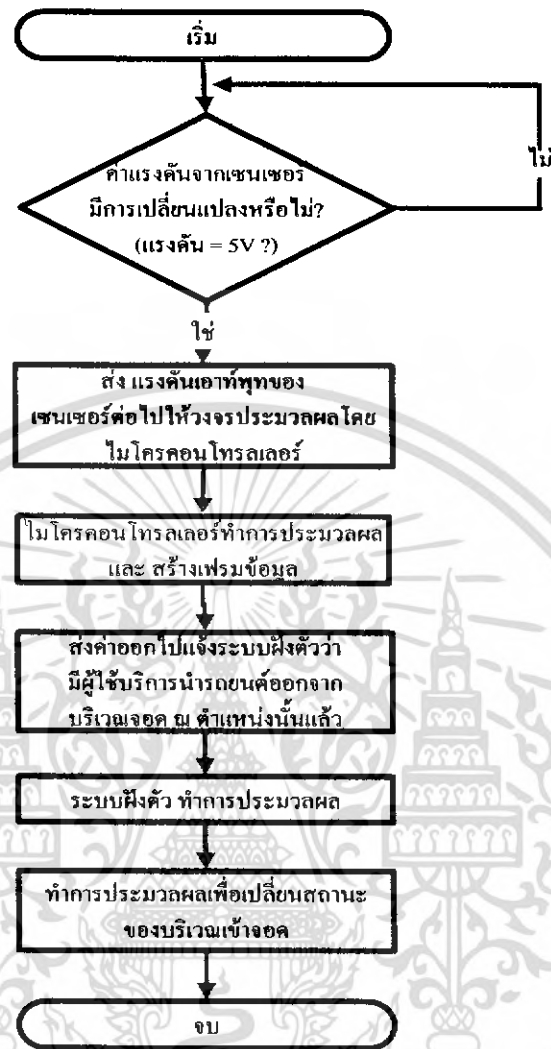 เริ่ม
ค่าแรงดันจากเซนเซอร์
มีการเปลี่ยนแปลงหรือไม่?
(แรงดัน = 5V ?)
ไม่
ใช่
ส่ง แรงดันเอาท์พุทของ
เซนเซอร์ต่อไปให้วงจรประมวลผลโดย
ไมโครคอนโทรลเลอร์
ไมโครคอนโทรลเลอร์ทำการประมวลผล
และ สร้างเฟรมข้อมูล
ส่งค่าออกไปแจ้งระบบฝังตัวว่า
มีผู้ใช้บริการนำรถยนต์ออกจาก
บริเวณจอด ณ ตำแหน่งนั้นแล้ว
ระบบฝังตัว ทำการประมวลผล
ทำการประมวลผลเพื่อเปลี่ยนสถานะ
ของบริเวณเข้าจอด
จบ